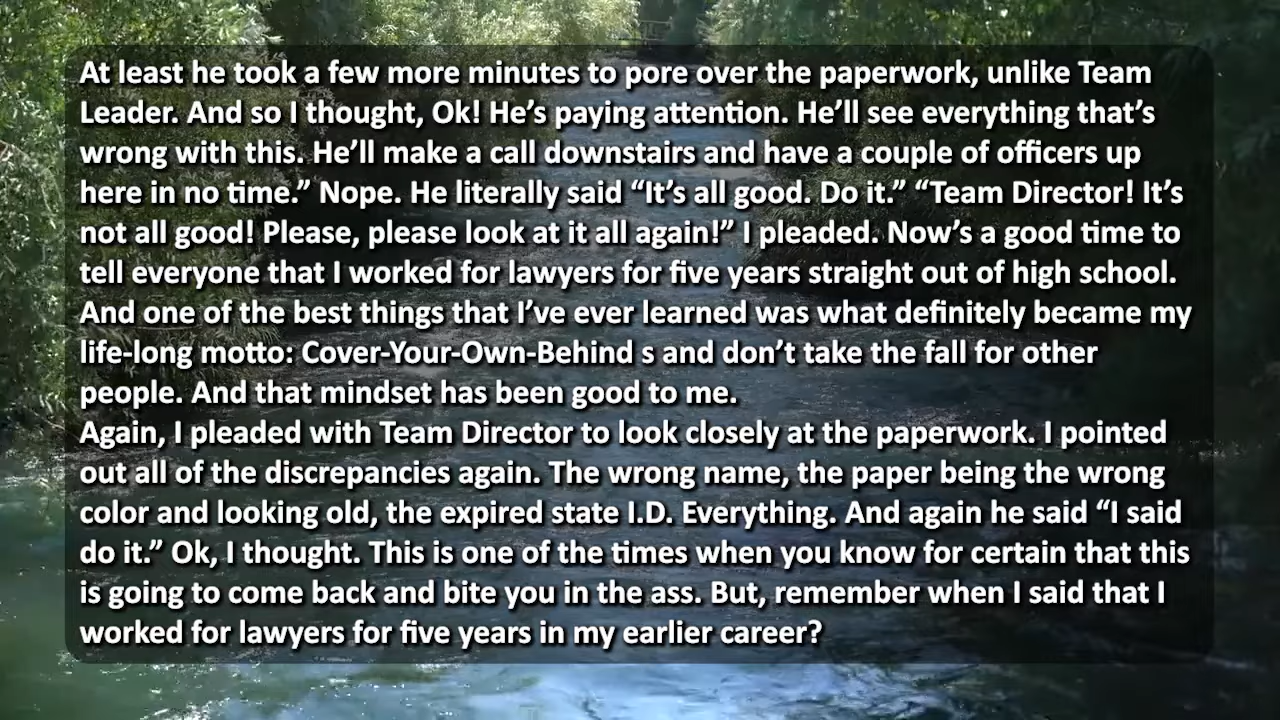 At least he took a few more minutes to pore over the paperwork, unlike Team
Leader. And so I thought, Ok! He’s paying attention. He’ll see everything that’s
wrong with this. He’ll make a call downstairs and have a couple of officers up
here in no time.” Nope. He literally said “It’s all good. Do it.” “Team Director! It’s
not all good! Please, please look at it all again!” I pleaded. Now’s a good time to
tell everyone that I worked for lawyers for five years straight out of high school.
And one of the best things that I’ve ever learned was what definitely became my
life-long motto: Cover-Your-Own-Behind s and don’t take the fall for other
people. And that mindset has been good to me.
Again, I pleaded with Team Director to look closely at the paperwork. I pointed
out all of the discrepancies again. The wrong name, the paper being the wrong
color and looking old, the expired state I.D. Everything. And again he said “I said
do it.” Ok, I thought. This is one of the times when you know for certain that this
is going to come back and bite you in the ass. But, remember when I said that I
worked for lawyers for five years in my earlier career?